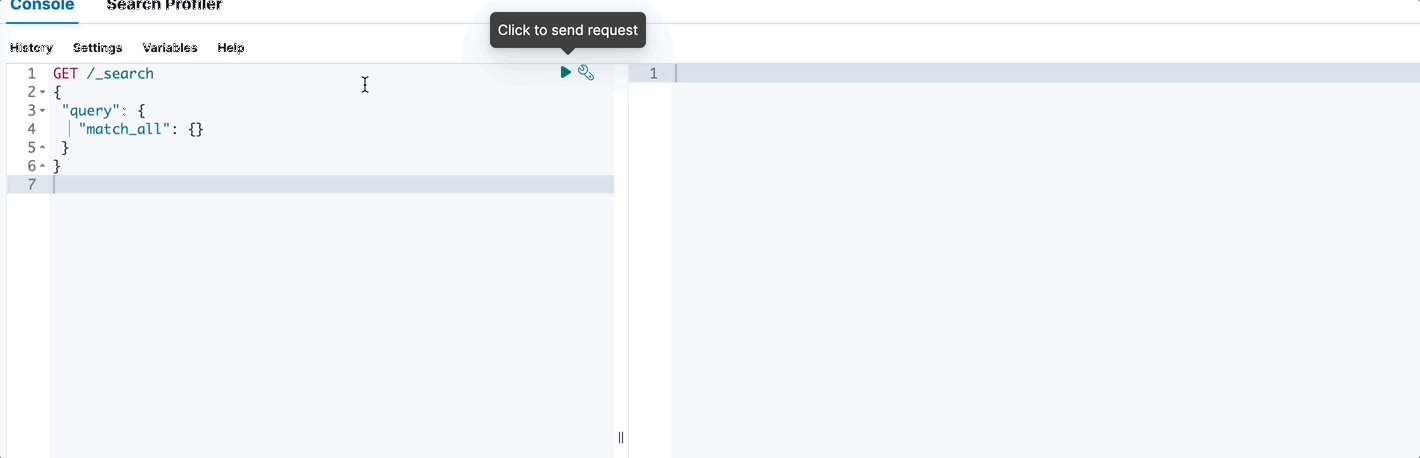 Console Search Profiler
Click to send request
History Settings Variables Help
1 GET /_search
2 {
3 "query": {
4 "match_all": {}
5 }
6 }
7
1